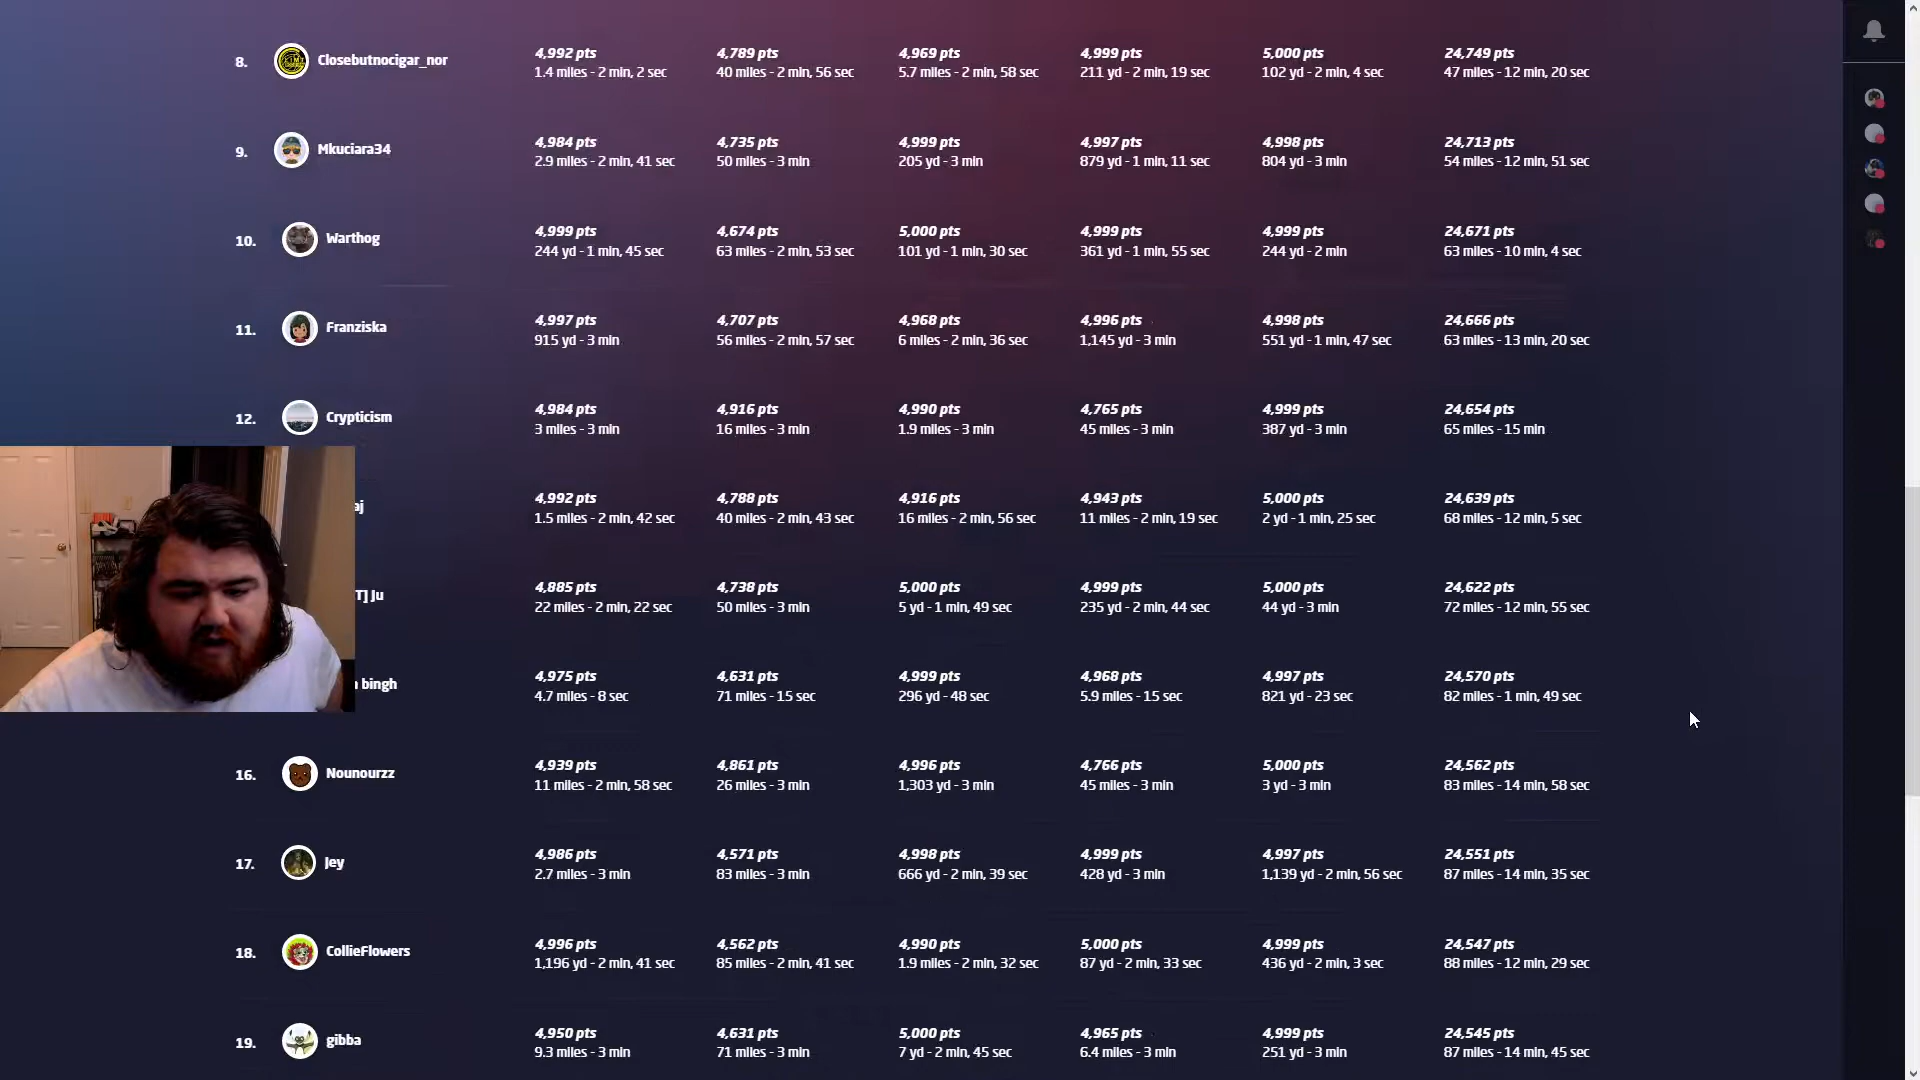 8. Closebutnocigar_nor 4,992 pts 4,789 pts 4,969 pts 4,999 pts 5,000 pts 24,749 pts
1.4 miles - 2 min, 2 sec 40 miles - 2 min, 56 sec 5.7 miles - 2 min, 58 sec 211 yd - 2 min, 19 sec 102 yd - 2 min, 4 sec 47 miles - 12 min, 20 sec
9. Mkuciara34 4,984 pts 4,735 pts 4,999 pts 4,997 pts 4,998 pts 24,713 pts
2.9 miles - 2 min, 41 sec 50 miles - 3 min 205 yd - 3 min 879 yd - 1 min, 11 sec 804 yd - 3 min 54 miles - 12 min, 51 sec
10. Warthog 4,999 pts 4,674 pts 5,000 pts 4,999 pts 4,999 pts 24,671 pts
244 yd - 1 min, 45 sec 63 miles - 2 min, 53 sec 101 yd - 1 min, 30 sec 361 yd - 1 min, 55 sec 244 yd - 2 min 63 miles - 10 min, 4 sec
11. Franziska 4,997 pts 4,707 pts 4,968 pts 4,996 pts 4,998 pts 24,666 pts
915 yd - 3 min 56 miles - 2 min, 57 sec 6 miles - 2 min, 36 sec 1,145 yd - 3 min 551 yd - 1 min, 47 sec 63 miles - 13 min, 20 sec
12. Crypticism 4,984 pts 4,916 pts 4,990 pts 4,765 pts 4,999 pts 24,654 pts
3 miles - 3 min 16 miles - 3 min 1.9 miles - 3 min 45 miles - 3 min 387 yd - 3 min 65 miles - 15 min
aj 4,992 pts 4,788 pts 4,916 pts 4,943 pts 5,000 pts 24,639 pts
1.5 miles - 2 min, 42 sec 40 miles - 2 min, 43 sec 16 miles - 2 min, 56 sec 11 miles - 2 min, 19 sec 2 yd - 1 min, 25 sec 68 miles - 12 min, 5 sec
T] Ju 4,885 pts 4,738 pts 5,000 pts 4,999 pts 5,000 pts 24,622 pts
22 miles - 2 min, 22 sec 50 miles - 3 min 5 yd - 1 min, 49 sec 235 yd - 2 min, 44 sec 44 yd - 3 min 72 miles - 12 min, 55 sec
bingh 4,975 pts 4,631 pts 4,999 pts 4,968 pts 4,997 pts 24,570 pts
4.7 miles - 8 sec 71 miles - 15 sec 296 yd - 48 sec 5.9 miles - 15 sec 821 yd - 23 sec 82 miles - 1 min, 49 sec
16. Nounourzz 4,939 pts 4,861 pts 4,996 pts 4,766 pts 5,000 pts 24,562 pts
11 miles - 2 min, 58 sec 26 miles - 3 min 1,303 yd - 3 min 45 miles - 3 min 3 yd - 3 min 83 miles - 14 min, 58 sec
17. Jey 4,986 pts 4,571 pts 4,998 pts 4,999 pts 4,997 pts 24,551 pts
2.7 miles - 3 min 83 miles - 3 min 666 yd - 2 min, 39 sec 428 yd - 3 min 1,139 yd - 2 min, 56 sec 87 miles - 14 min, 35 sec
18. CollieFlowers 4,996 pts 4,562 pts 4,990 pts 5,000 pts 4,999 pts 24,547 pts
1,196 yd - 2 min, 41 sec 85 miles - 2 min, 41 sec 1.9 miles - 2 min, 32 sec 87 yd - 2 min, 33 sec 436 yd - 2 min, 3 sec 88 miles - 12 min, 29 sec
19. gibba 4,950 pts 4,631 pts 5,000 pts 4,965 pts 4,999 pts 24,545 pts
9.3 miles - 3 min 71 miles - 3 min 7 yd - 2 min, 45 sec 6.4 miles - 3 min 251 yd - 3 min 87 miles - 14 min, 45 sec